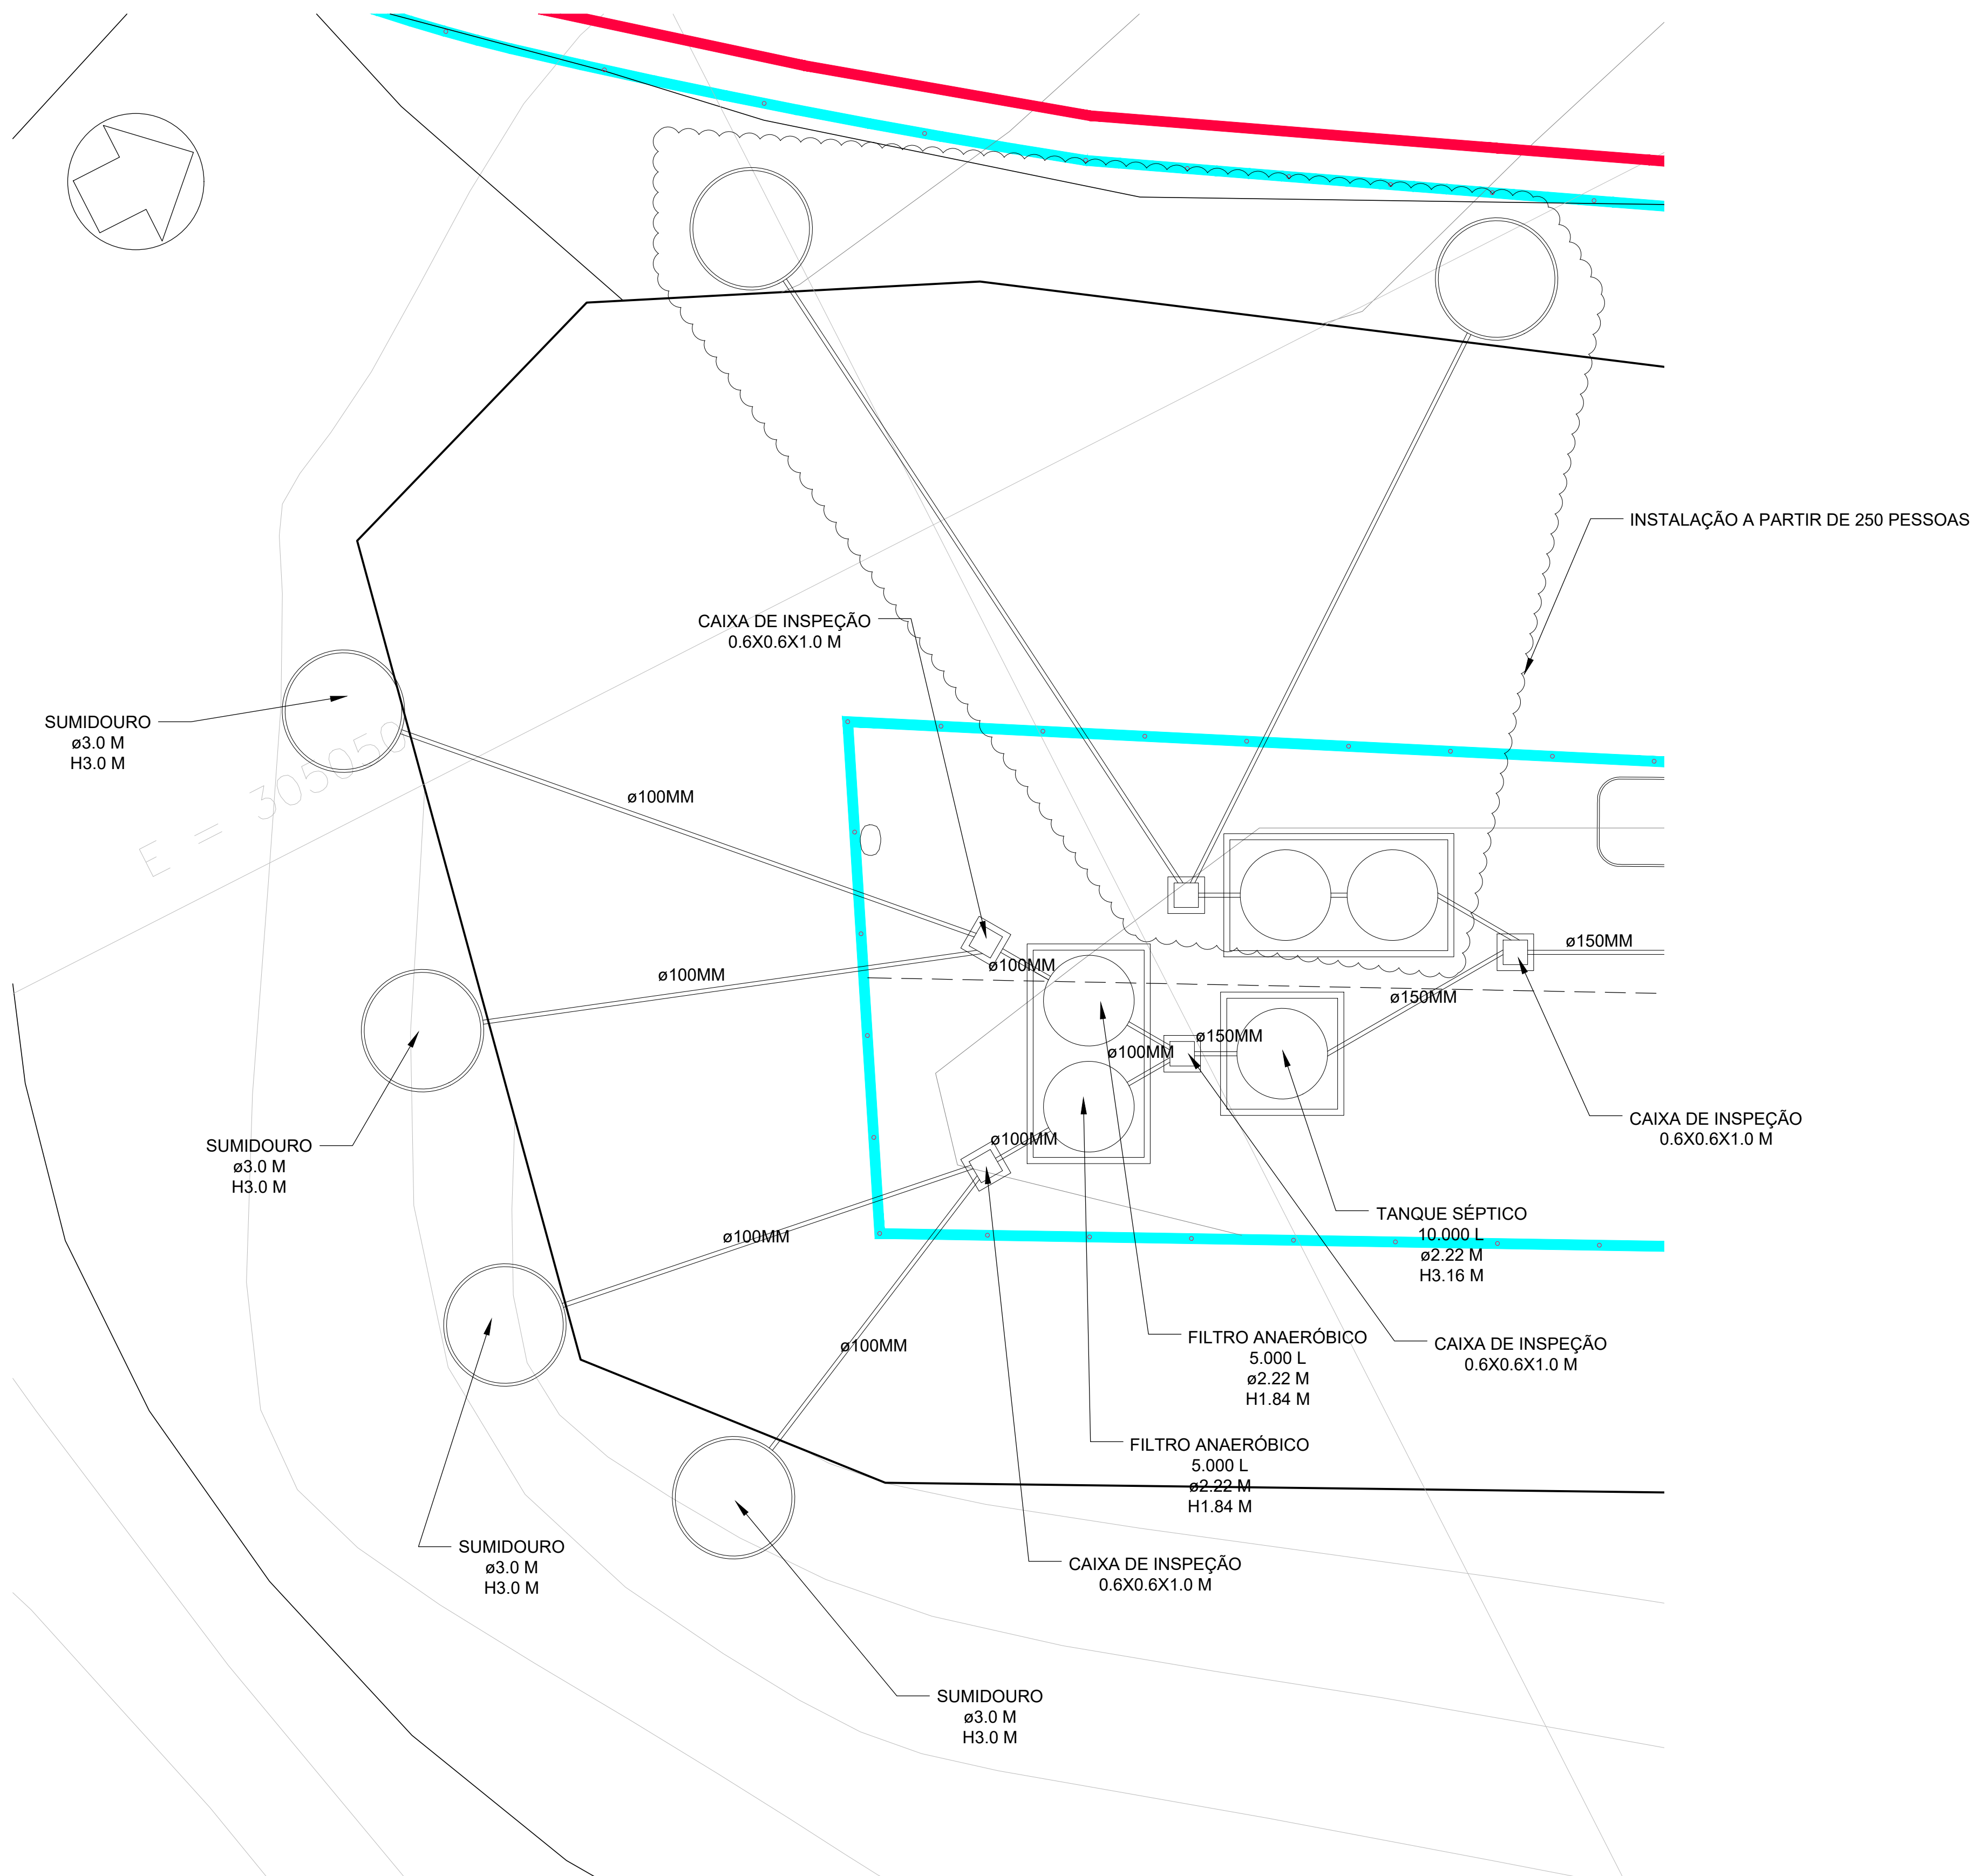 INSTALAÇÃO A PARTIR DE 250 PESSOAS
CAIXA DE INSPEÇÃO
0.6X0.6X1.0 M
SUMIDOURO
ø3.0 M
H3.0 M
E = 305050
ø100MM
ø150MM
ø100MM
ø100MM
ø150MM
ø150MM
ø100MM
CAIXA DE INSPEÇÃO
0.6X0.6X1.0 M
SUMIDOURO
ø3.0 M
H3.0 M
ø100MM
ø100MM
TANQUE SÉPTICO
10.000 L
ø2.22 M
H3.16 M
ø100MM
FILTRO ANAERÓBICO
5.000 L
ø2.22 M
H1.84 M
CAIXA DE INSPEÇÃO
0.6X0.6X1.0 M
FILTRO ANAERÓBICO
5.000 L
ø2.22 M
H1.84 M
SUMIDOURO
ø3.0 M
H3.0 M
CAIXA DE INSPEÇÃO
0.6X0.6X1.0 M
SUMIDOURO
ø3.0 M
H3.0 M